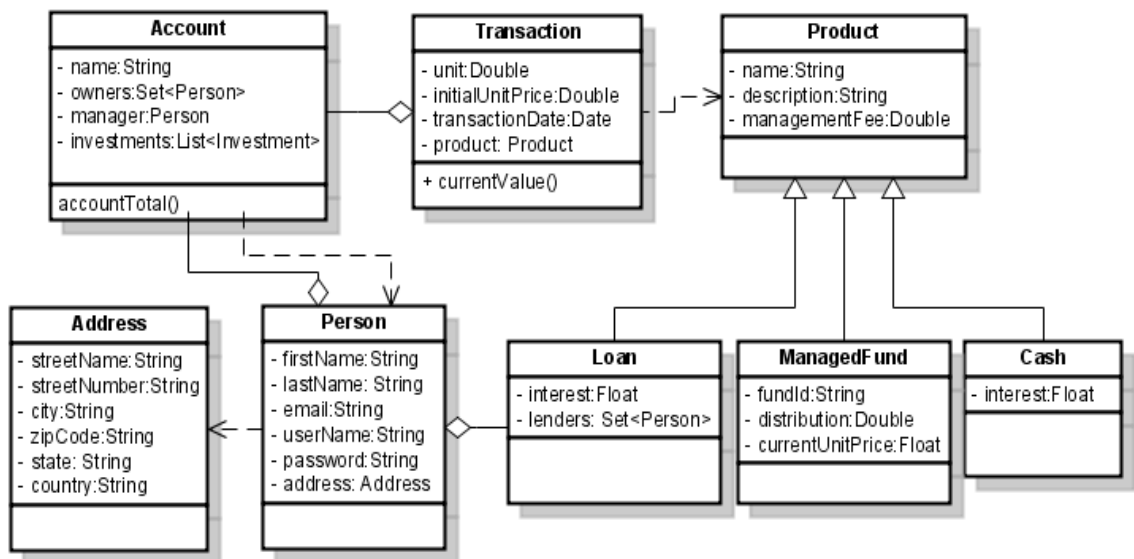 Account
- name:String
- owners:Set<Person>
- manager:Person
- investments:List<Investment>
accountTotal()
Transaction
- unit:Double
- initialUnitPrice:Double
- transactionDate:Date
- product: Product
+ currentValue()
Product
- name:String
- description:String
- managementFee:Double
Address
- streetName:String
- streetNumber:String
- city:String
- zipCode:String
- state: String
- country:String
Person
- firstName:String
- lastName: String
- email:String
- userName:String
- password:String
- address: Address
Loan
- interest:Float
- lenders: Set<Person>
ManagedFund
- fundId:String
- distribution:Double
- currentUnitPrice:Float
Cash
- interest:Float